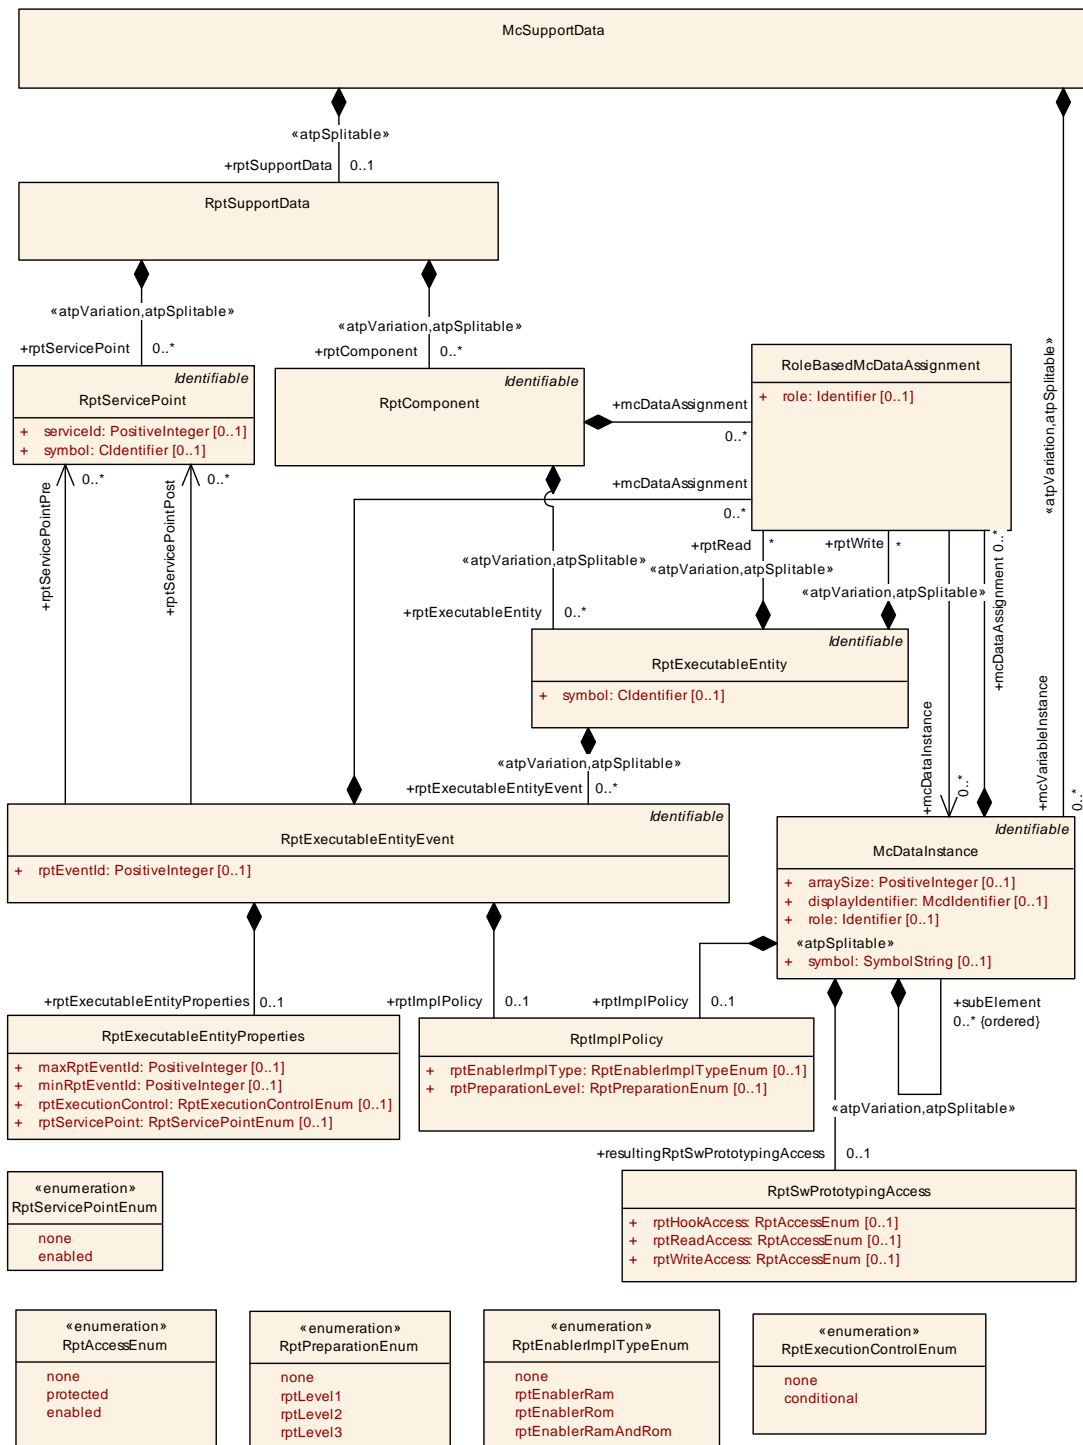 McSupportData
«atpSplitable»
+rptSupportData 0..1
RptSupportData
«atpVariation,atpSplitable»
+rptServicePoint 0..*
«atpVariation,atpSplitable»
+rptComponent 0..*
«atpVariation,atpSplitable»
Identifiable
RptServicePoint
+ serviceId: PositiveInteger [0..1]
+ symbol: CIdentifier [0..1]
Identifiable
RptComponent
RoleBasedMcDataAssignment
+ role: Identifier [0..1]
+mcDataAssignment
0..*
+mcDataAssignment
0..*
0..*
+rptServicePointPre
0..*
+rptServicePointPost
+rptRead *
«atpVariation,atpSplitable»
+rptWrite *
«atpVariation,atpSplitable»
+mcDataAssignment 0..*
«atpVariation,atpSplitable»
+rptExecutableEntity 0..*
Identifiable
RptExecutableEntity
+ symbol: CIdentifier [0..1]
+mcDataInstance
0..*
+mcVariableInstance
0..*
«atpVariation,atpSplitable»
+rptExecutableEntityEvent 0..*
Identifiable
RptExecutableEntityEvent
+ rptEventId: PositiveInteger [0..1]
Identifiable
McDataInstance
+ arraySize: PositiveInteger [0..1]
+ displayIdentifier: McdIdentifier [0..1]
+ role: Identifier [0..1]
«atpSplitable»
+ symbol: SymbolString [0..1]
+rptExecutableEntityProperties 0..1
+rptImplPolicy 0..1
+rptImplPolicy 0..1
+subElement
0..* {ordered}
RptExecutableEntityProperties
+ maxRptEventId: PositiveInteger [0..1]
+ minRptEventId: PositiveInteger [0..1]
+ rptExecutionControl: RptExecutionControlEnum [0..1]
+ rptServicePoint: RptServicePointEnum [0..1]
RptImplPolicy
+ rptEnablerImplType: RptEnablerImplTypeEnum [0..1]
+ rptPreparationLevel: RptPreparationEnum [0..1]
«atpVariation,atpSplitable»
+resultingRptSwPrototypingAccess 0..1
RptSwPrototypingAccess
+ rptHookAccess: RptAccessEnum [0..1]
+ rptReadAccess: RptAccessEnum [0..1]
+ rptWriteAccess: RptAccessEnum [0..1]
«enumeration»
RptServicePointEnum
none
enabled
«enumeration»
RptAccessEnum
none
protected
enabled
«enumeration»
RptPreparationEnum
none
rptLevel1
rptLevel2
rptLevel3
«enumeration»
RptEnablerImplTypeEnum
none
rptEnablerRam
rptEnablerRom
rptEnablerRamAndRom
«enumeration»
RptExecutionControlEnum
none
conditional